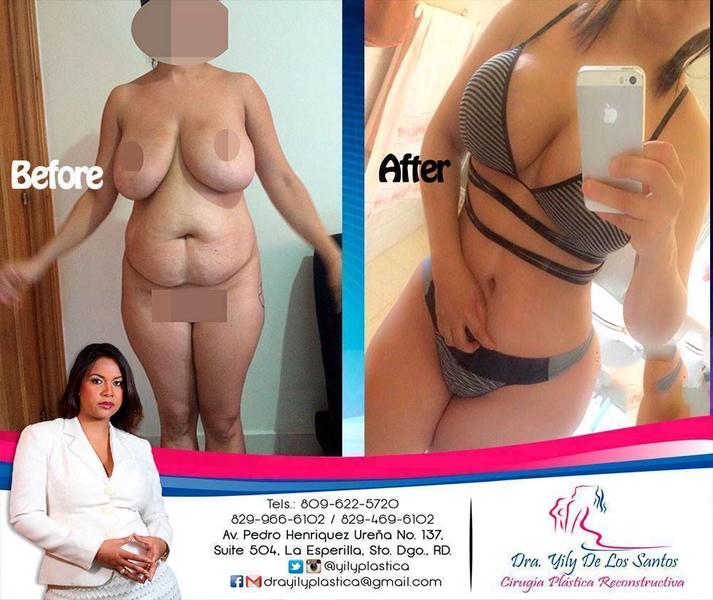 Before
After
Tels.: 809-622-5720
829-966-6102 / 829-469-6102
Av. Pedro Henriquez Ureña No. 137,
Suite 504, La Esperilla, Sto. Dgo., RD.
@yilyplastica
drayilyplastica@gmail.com
Dra. Yily De Los Santos
Cirugia Plástica Reconstructiva